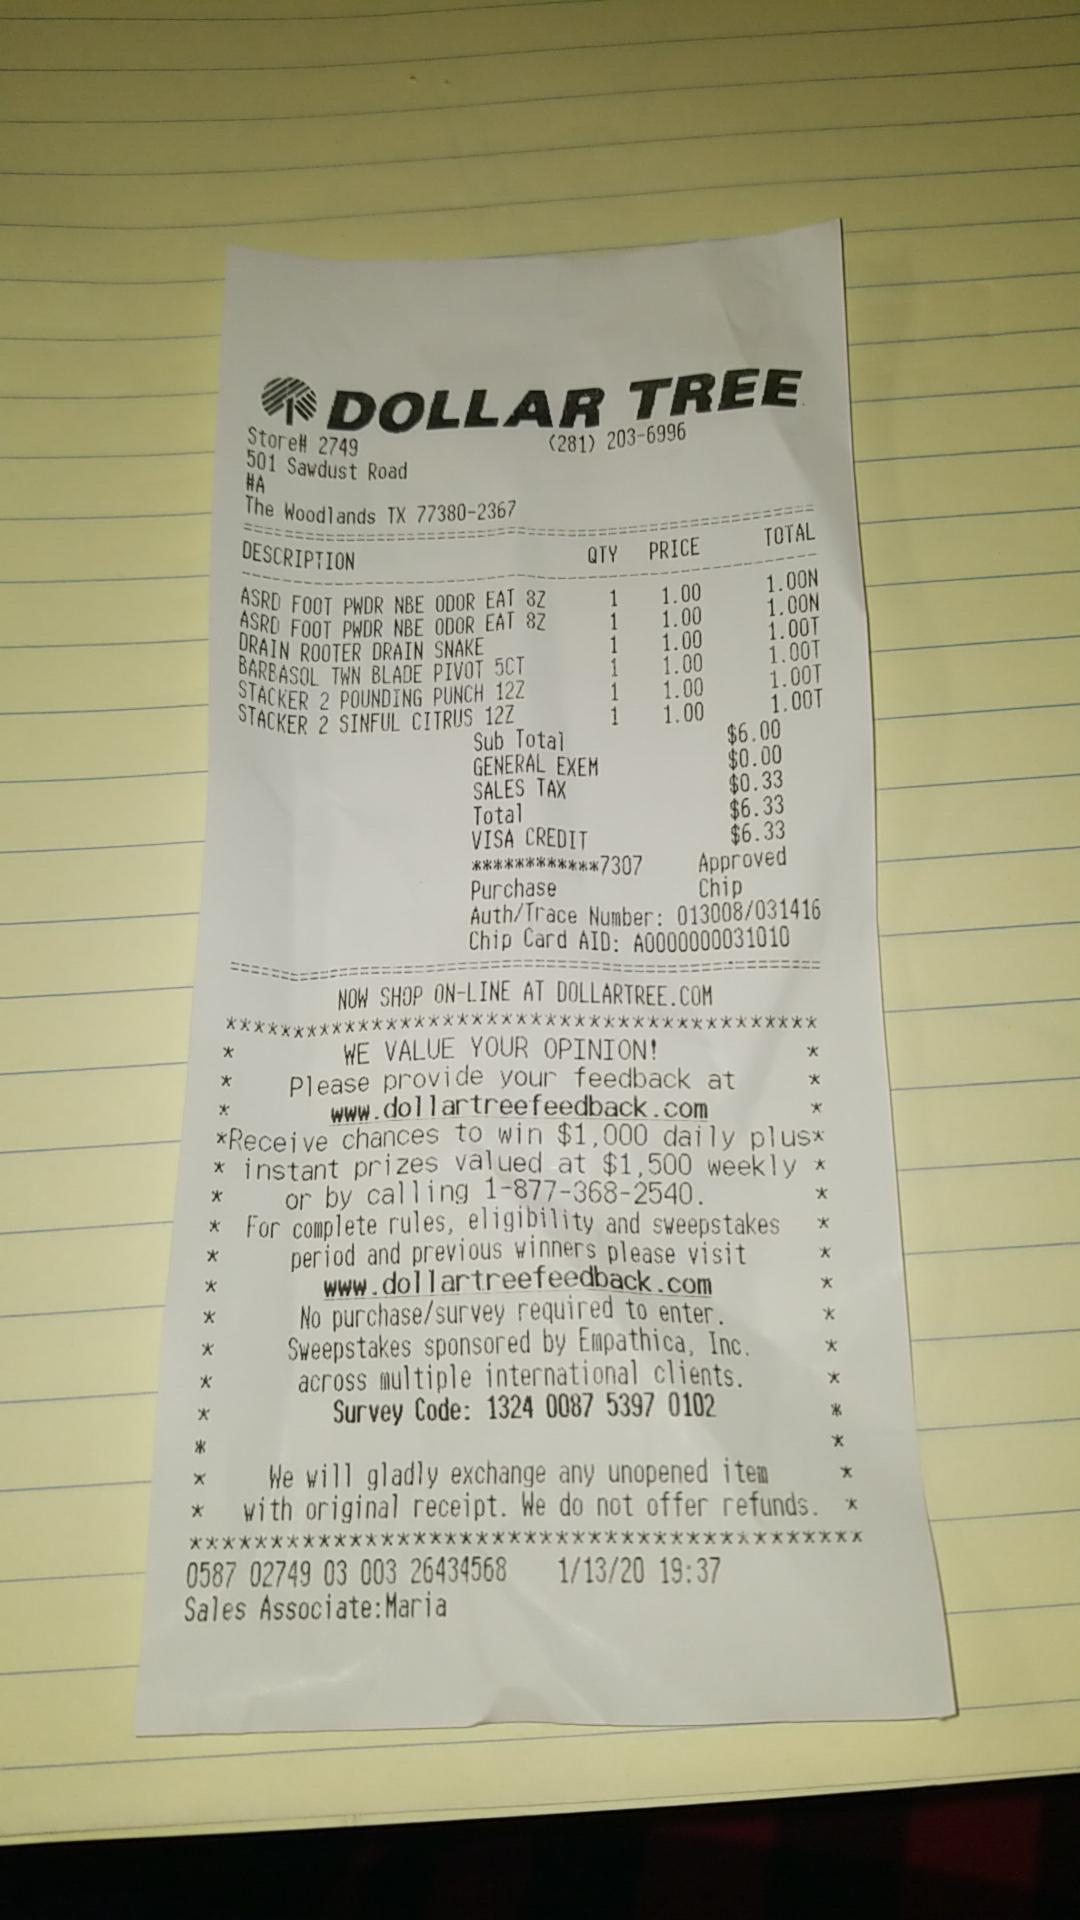 DOLLAR TREE
Store# 2749 (281) 203-6996
501 Sawdust Road
#A
The Woodlands TX 77380-2367
DESCRIPTION QTY PRICE TOTAL
ASRD FOOT PWDR NBE ODOR EAT 8Z 1 1.00 1.00N
ASRD FOOT PWDR NBE ODOR EAT 8Z 1 1.00 1.00N
DRAIN ROOTER DRAIN SNAKE 1 1.00 1.00T
BARBASOL TWN BLADE PIVOT 5CT 1 1.00 1.00T
STACKER 2 POUNDING PUNCH 12Z 1 1.00 1.00T
STACKER 2 SINFUL CITRUS 12Z 1 1.00 1.00T
Sub Total $6.00
GENERAL EXEM $0.00
SALES TAX $0.33
Total $6.33
VISA CREDIT $6.33
************7307 Approved
Purchase Chip
Auth/Trace Number: 013008/031416
Chip Card AID: A0000000031010
NOW SHOP ON-LINE AT DOLLARTREE.COM
********************************************
* WE VALUE YOUR OPINION! *
* Please provide your feedback at *
* www.dollartreefeedback.com *
*Receive chances to win $1,000 daily plus*
* instant prizes valued at $1,500 weekly *
* or by calling 1-877-368-2540. *
* For complete rules, eligibility and sweepstakes *
* period and previous winners please visit *
* www.dollartreefeedback.com *
* No purchase/survey required to enter. *
* Sweepstakes sponsored by Empathica, Inc. *
* across multiple international clients. *
* Survey Code: 1324 0087 5397 0102 *
* *
* We will gladly exchange any unopened item *
* with original receipt. We do not offer refunds. *
********************************************
0587 02749 03 003 26434568 1/13/20 19:37
Sales Associate:Maria